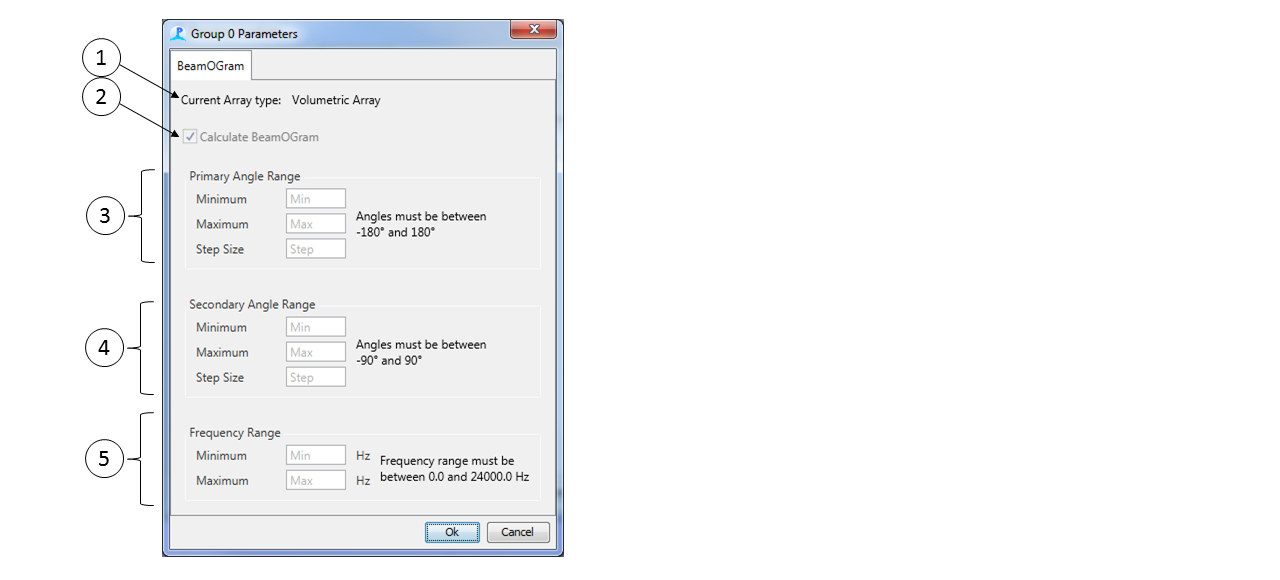 Group 0 Parameters
BeamOGram
1
Current Array type: Volumetric Array
2
Calculate BeamOGram
3
Primary Angle Range
Minimum Min
Maximum Max
Step Size Step
Angles must be between
-180° and 180°
4
Secondary Angle Range
Minimum Min
Maximum Max
Step Size Step
Angles must be between
-90° and 90°
5
Frequency Range
Minimum Min Hz
Maximum Max Hz
Frequency range must be
between 0.0 and 24000.0 Hz
Ok Cancel